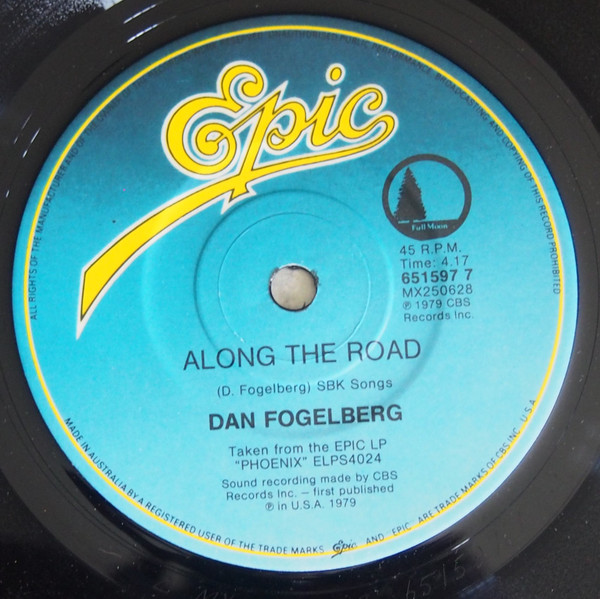 Epic
Full Moon
45 R.P.M.
Time: 4.17
651597 7
MX250628
℗ 1979 CBS
Records Inc.
ALONG THE ROAD
(D. Fogelberg) SBK Songs
DAN FOGELBERG
Taken from the EPIC LP
"PHOENIX" ELPS4024
Sound recording made by CBS
Records Inc. – first published
℗ in U.S.A. 1979
ALL RIGHTS OF THE MANUFACTURER
AND COPYING OF THIS RECORD PROHIBITED
MADE IN AUSTRALIA BY A REGISTERED USER OF THE TRADE MARKS Epic AND EPIC ARE TRADE MARKS OF CBS INC. U.S.A.